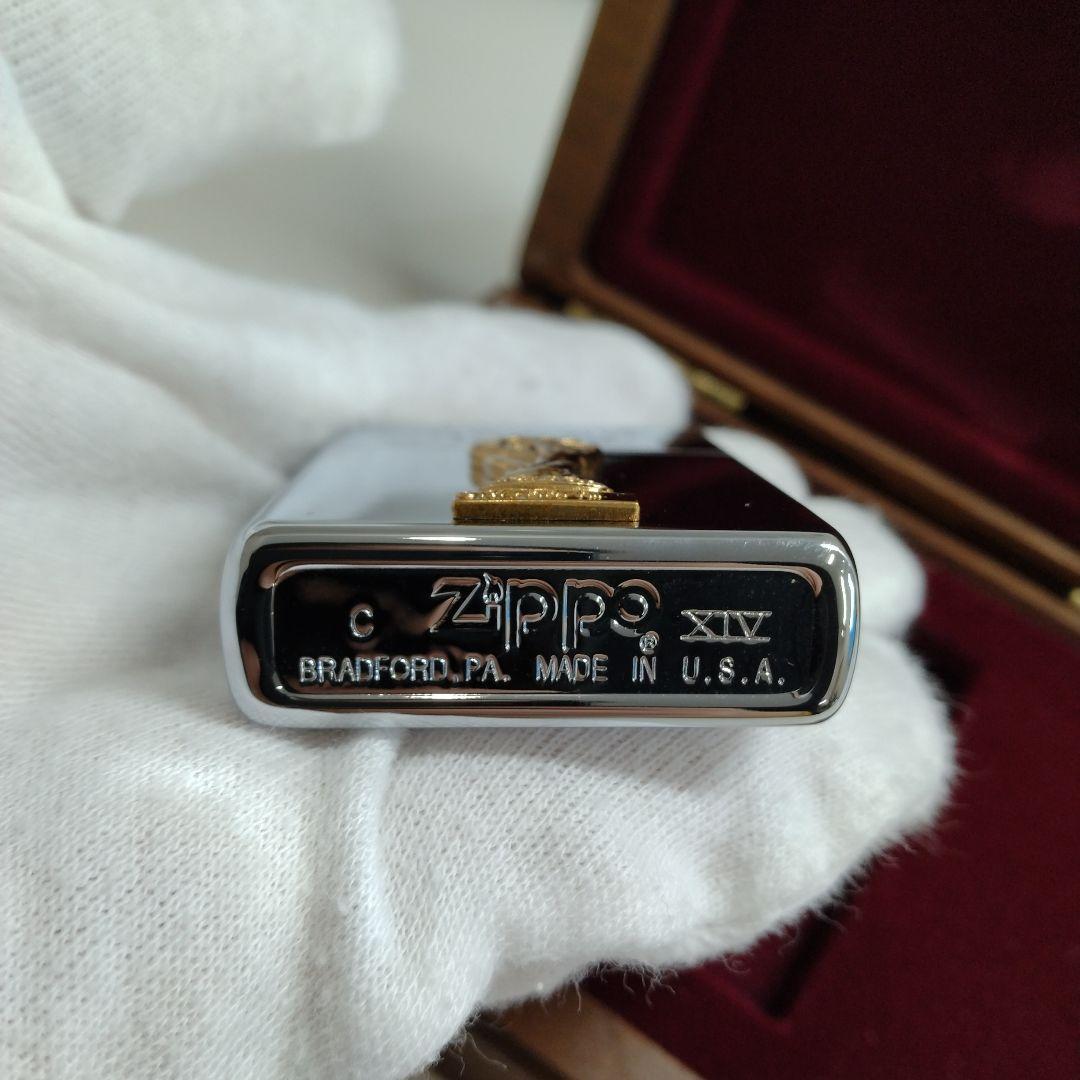 C Zippo® XIV
BRADFORD, PA. MADE IN U.S.A.